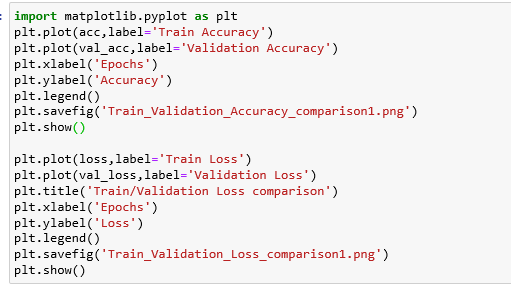 import matplotlib.pyplot as plt
plt.plot(acc,label='Train Accuracy')
plt.plot(val_acc,label='Validation Accuracy')
plt.xlabel('Epochs')
plt.ylabel('Accuracy')
plt.legend()
plt.savefig('Train_Validation_Accuracy_comparison1.png')
plt.show()

plt.plot(loss,label='Train Loss')
plt.plot(val_loss,label='Validation Loss')
plt.title('Train/Validation Loss comparison')
plt.xlabel('Epochs')
plt.ylabel('Loss')
plt.legend()
plt.savefig('Train_Validation_Loss_comparison1.png')
plt.show()